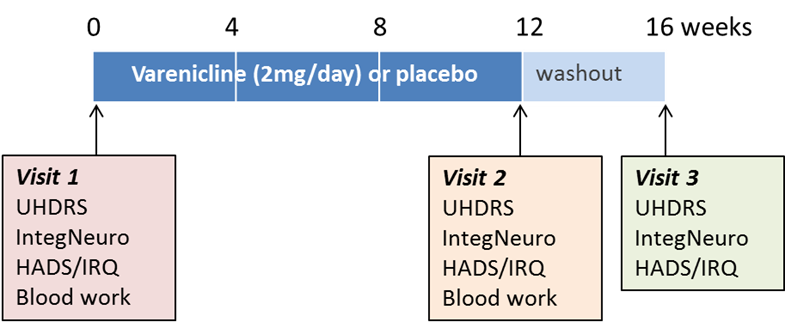 0 4 8 12 16 weeks
Varenicline (2mg/day) or placebo washout
Visit 1
UHDRS
IntegNeuro
HADS/IRQ
Blood work
Visit 2
UHDRS
IntegNeuro
HADS/IRQ
Blood work
Visit 3
UHDRS
IntegNeuro
HADS/IRQ